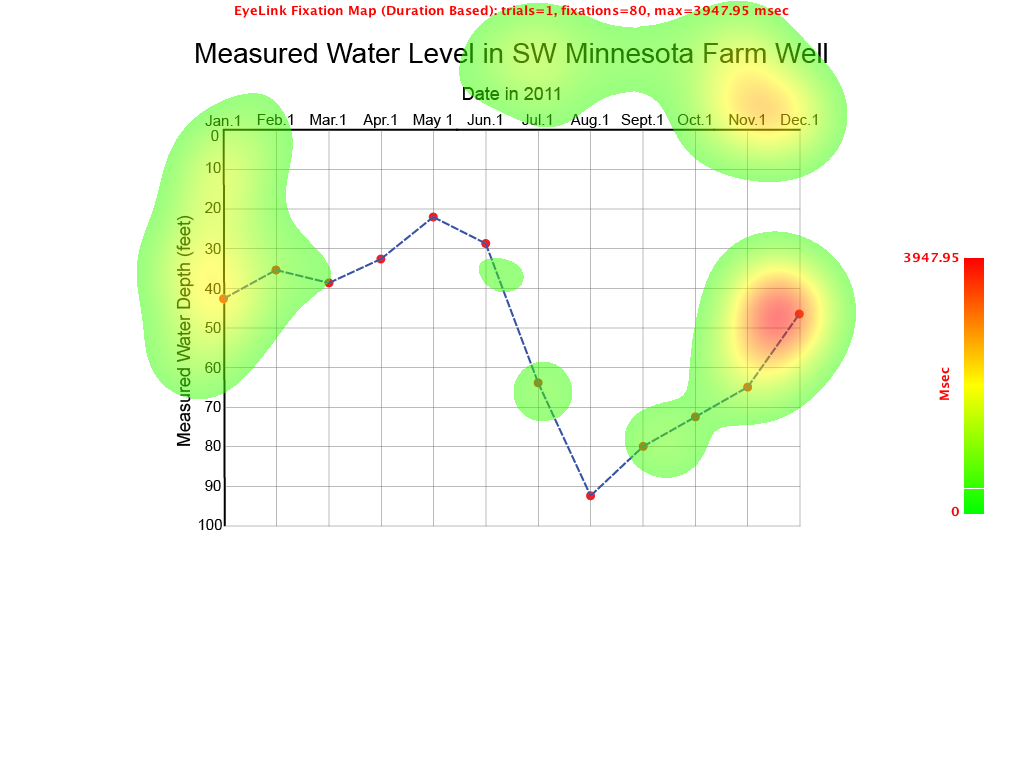 EyeLink Fixation Map (Duration Based): trials=1, fixations=80, max=3947.95 msec
Measured Water Level in SW Minnesota Farm Well
Date in 2011
Jan.1 Feb.1 Mar.1 Apr.1 May 1 Jun.1 Jul.1 Aug.1 Sept.1 Oct.1 Nov.1 Dec.1
0
10
20
30
40
50
60
70
80
90
100
Measured Water Depth (feet)
3947.95
Msec
0